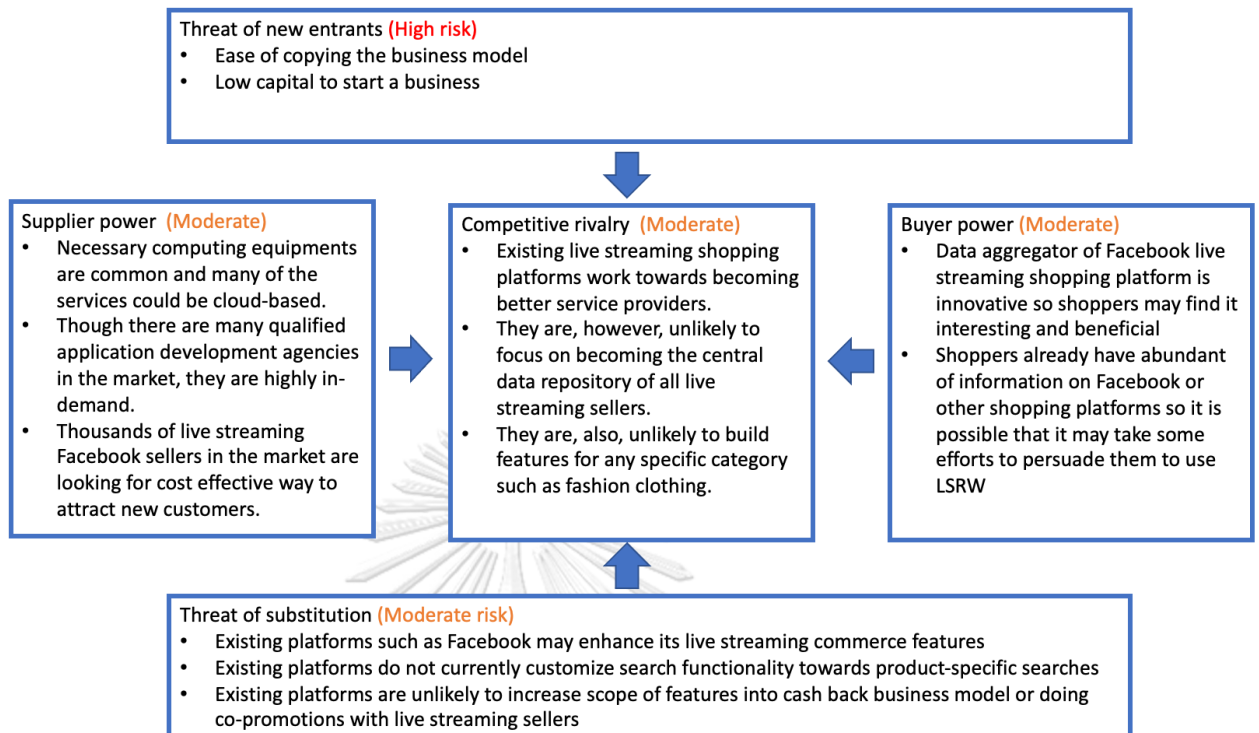 Threat of new entrants (High risk)
• Ease of copying the business model
• Low capital to start a business
Supplier power (Moderate)
• Necessary computing equipments
are common and many of the
services could be cloud-based.
• Though there are many qualified
application development agencies
in the market, they are highly in-
demand.
• Thousands of live streaming
Facebook sellers in the market are
looking for cost effective way to
attract new customers.
Competitive rivalry (Moderate)
• Existing live streaming shopping
platforms work towards becoming
better service providers.
• They are, however, unlikely to
focus on becoming the central
data repository of all live
streaming sellers.
• They are, also, unlikely to build
features for any specific category
such as fashion clothing.
Buyer power (Moderate)
• Data aggregator of Facebook live
streaming shopping platform is
innovative so shoppers may find it
interesting and beneficial
• Shoppers already have abundant
of information on Facebook or
other shopping platforms so it is
possible that it may take some
efforts to persuade them to use
LSRW
Threat of substitution (Moderate risk)
• Existing platforms such as Facebook may enhance its live streaming commerce features
• Existing platforms do not currently customize search functionality towards product-specific searches
• Existing platforms are unlikely to increase scope of features into cash back business model or doing
co-promotions with live streaming sellers